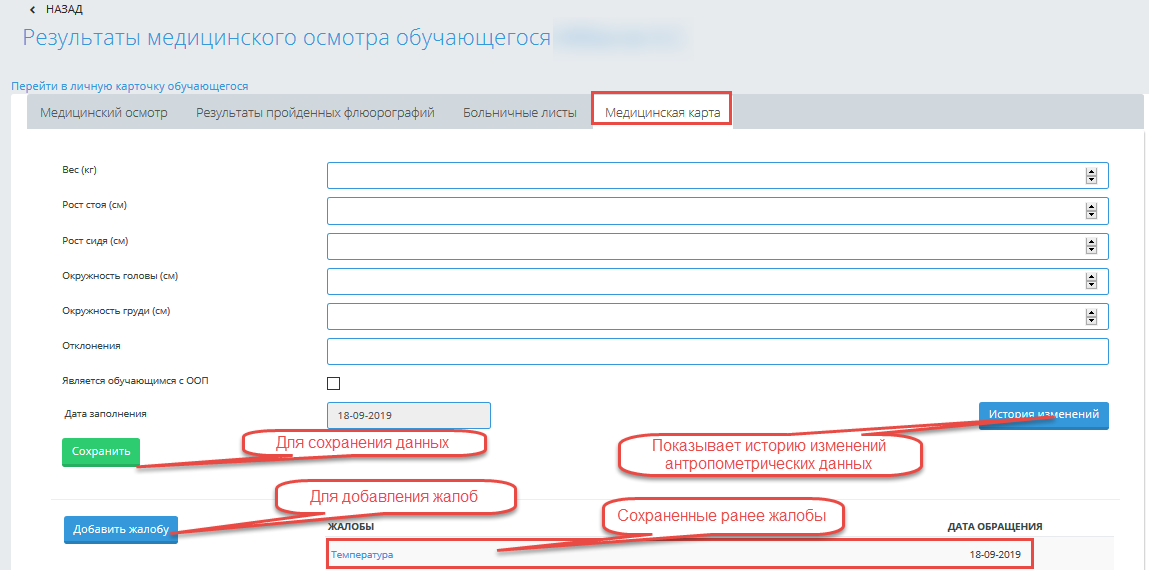 НАЗАД
Результаты медицинского осмотра обучающегося
Перейти в личную карточку обучающегося
Медицинский осмотр Результаты пройденных флюорографий Больничные листы Медицинская карта
Вес (кг)
Рост стоя (см)
Рост сидя (см)
Окружность головы (см)
Окружность груди (см)
Отклонения
Является обучающимся с ООП
Дата заполнения 18-09-2019 История изменений
Для сохранения данных
Сохранить
Показывает историю изменений
антропометрических данных
Для добавления жалоб
Сохраненные ранее жалобы
Добавить жалобу
ЖАЛОБЫ ДАТА ОБРАЩЕНИЯ
Температура 18-09-2019